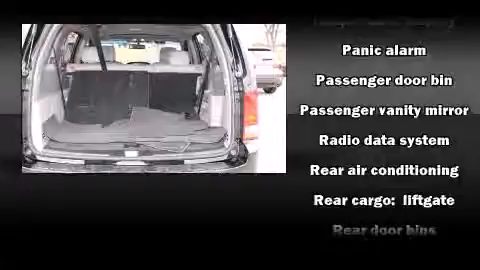 Panic alarm
Passenger door bin
Passenger vanity mirror
Radio data system
Rear air conditioning
Rear cargo: liftgate
Rear door bins